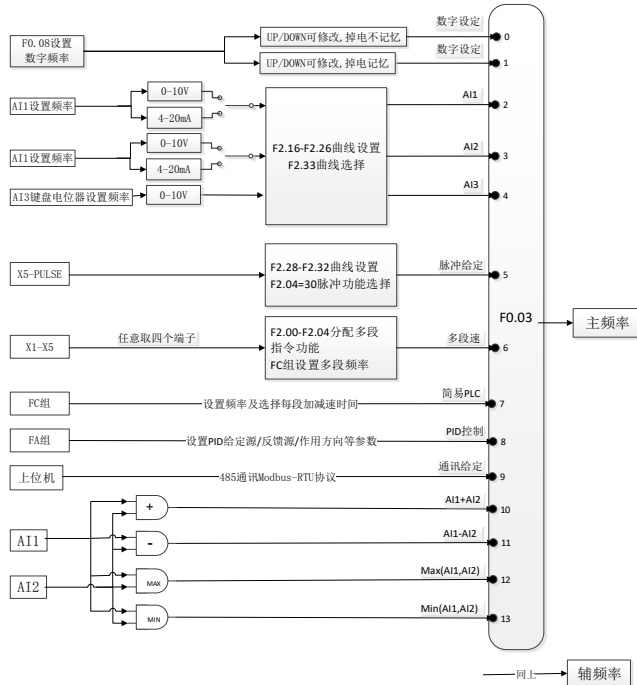 F0.08设置
数字频率
UP/DOWN可修改,掉电不记忆
数字设定
0
UP/DOWN可修改,掉电记忆
数字设定
1
AI1设置频率
0-10V
4-20mA
AI1
2
AI1设置频率
0-10V
4-20mA
F2.16-F2.26曲线设置
F2.33曲线选择
AI2
3
AI3键盘电位器设置频率
0-10V
AI3
4
X5-PULSE
F2.28-F2.32曲线设置
F2.04=30脉冲功能选择
脉冲给定
5
F0.03
主频率
X1-X5
任意取四个端子
F2.00-F2.04分配多段
指令功能
FC组设置多段频率
多段速
6
FC组
设置频率及选择每段加减速时间
简易PLC
7
FA组
设置PID给定源/反馈源/作用方向等参数
PID控制
8
上位机
485通讯Modbus-RTU协议
通讯给定
9
+
AI1+AI2
10
AI1
-
AI1-AI2
11
AI2
MAX
Max(AI1,AI2)
12
MIN
Min(AI1,AI2)
13
同上
辅频率